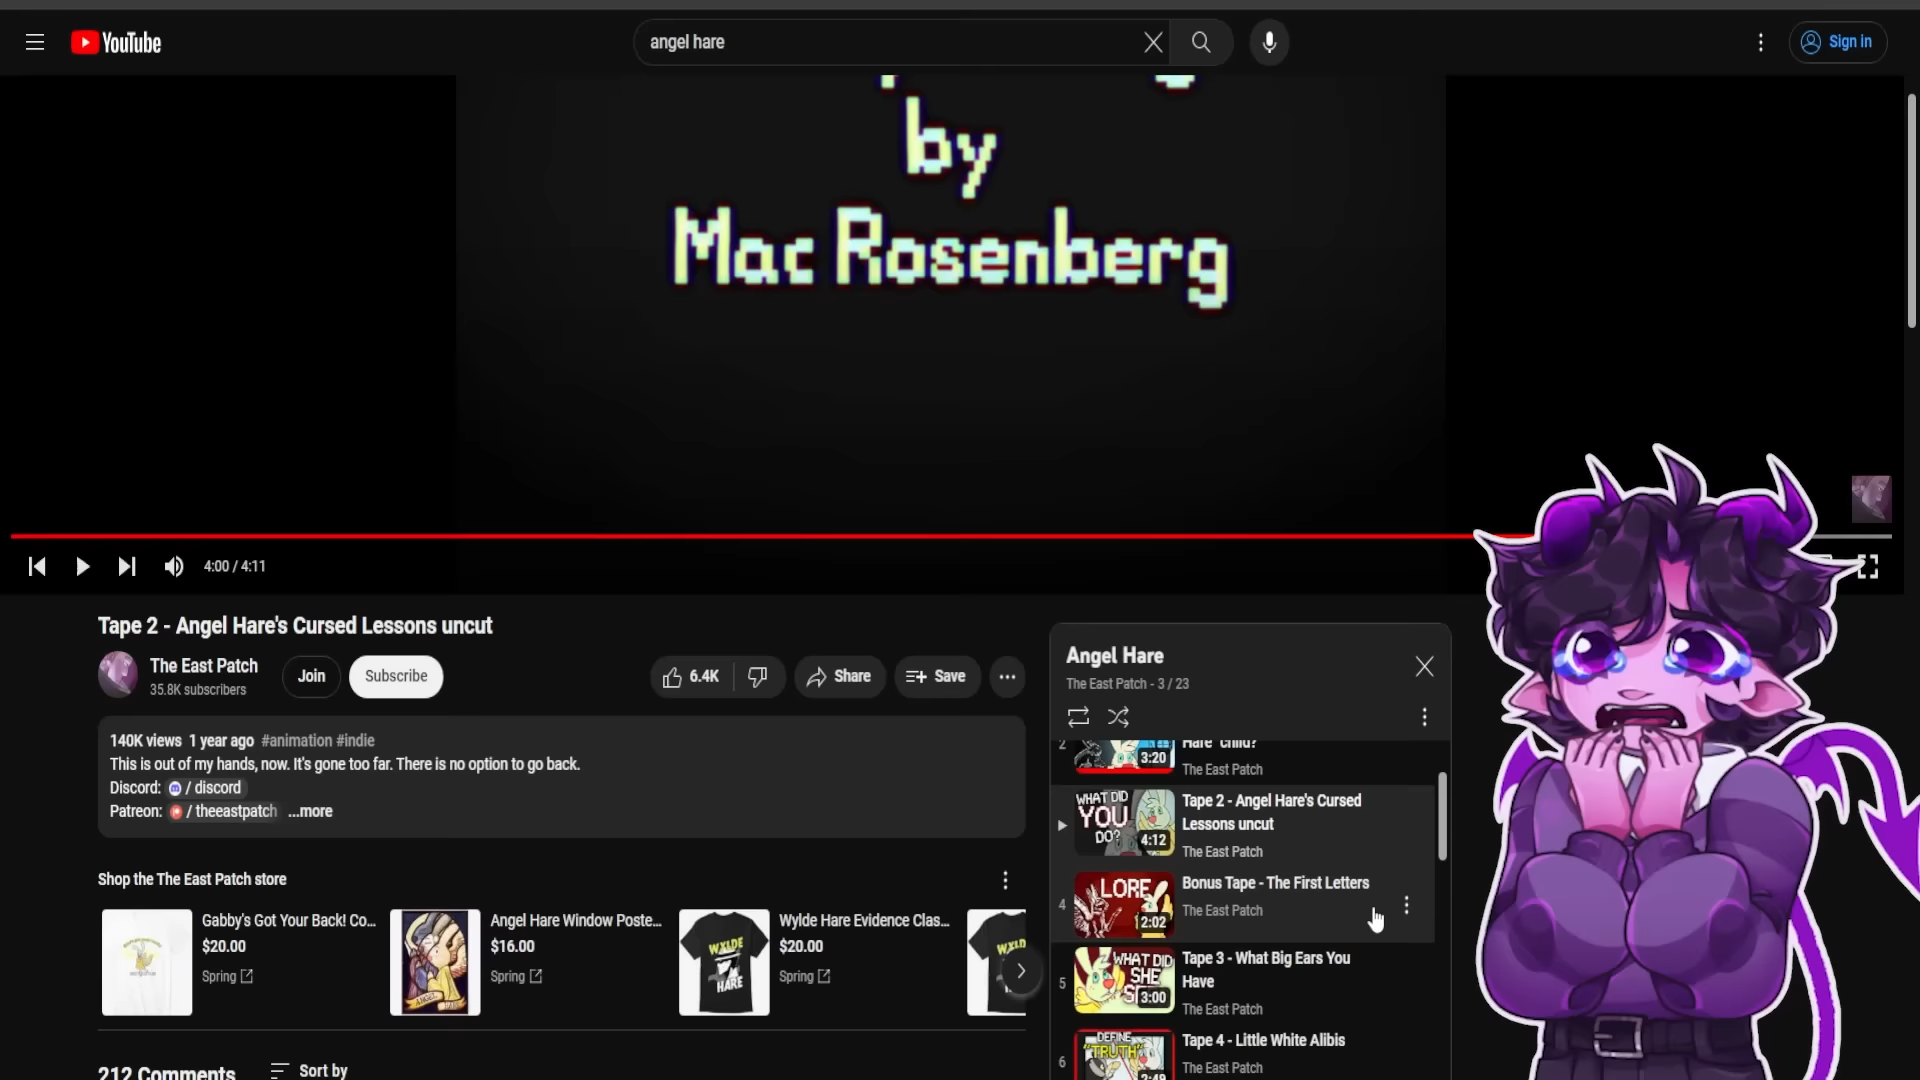 YouTube
angel hare
Sign in
by
Mac Rosenberg
4:00 / 4:11
Tape 2 - Angel Hare's Cursed Lessons uncut
The East Patch
35.8K subscribers
Join
Subscribe
6.4K
Share
Save
140K views 1 year ago #animation #indie
This is out of my hands, now. It's gone too far. There is no option to go back.
Discord: / discord
Patreon: / theeastpatch ...more
Shop the The East Patch store
Gabby's Got Your Back! Co...
$20.00
Spring
Angel Hare Window Poste...
$16.00
Spring
Wylde Hare Evidence Clas...
$20.00
Spring
WYLDE
HARE
212 Comments
Sort by
Angel Hare
The East Patch - 3 / 23
2
3:20
Hare "child?"
The East Patch
WHAT DID
YOU
DO?
4:12
Tape 2 - Angel Hare's Cursed
Lessons uncut
The East Patch
4
LORE
2:02
Bonus Tape - The First Letters
The East Patch
5
WHAT DID
SHE
3:00
Tape 3 - What Big Ears You
Have
The East Patch
6
DEFINE
"TRUTH"
2:49
Tape 4 - Little White Alibis
The East Patch